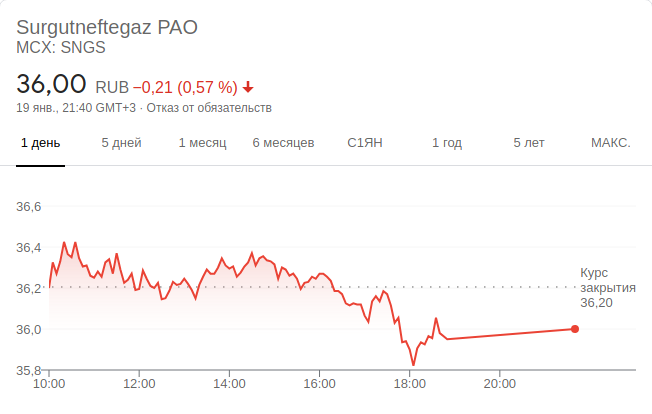 Surgutneftegaz PAO
MCX: SNGS
36,00 RUB −0,21 (0,57 %)
19 янв., 21:40 GMT+3 · Отказ от обязательств
1 день 5 дней 1 месяц 6 месяцев С1ЯН 1 год 5 лет МАКС.
36,6
36,4
Курс
закрытия
36,2
36,20
36,0
35,8
10:00 12:00 14:00 16:00 18:00 20:00